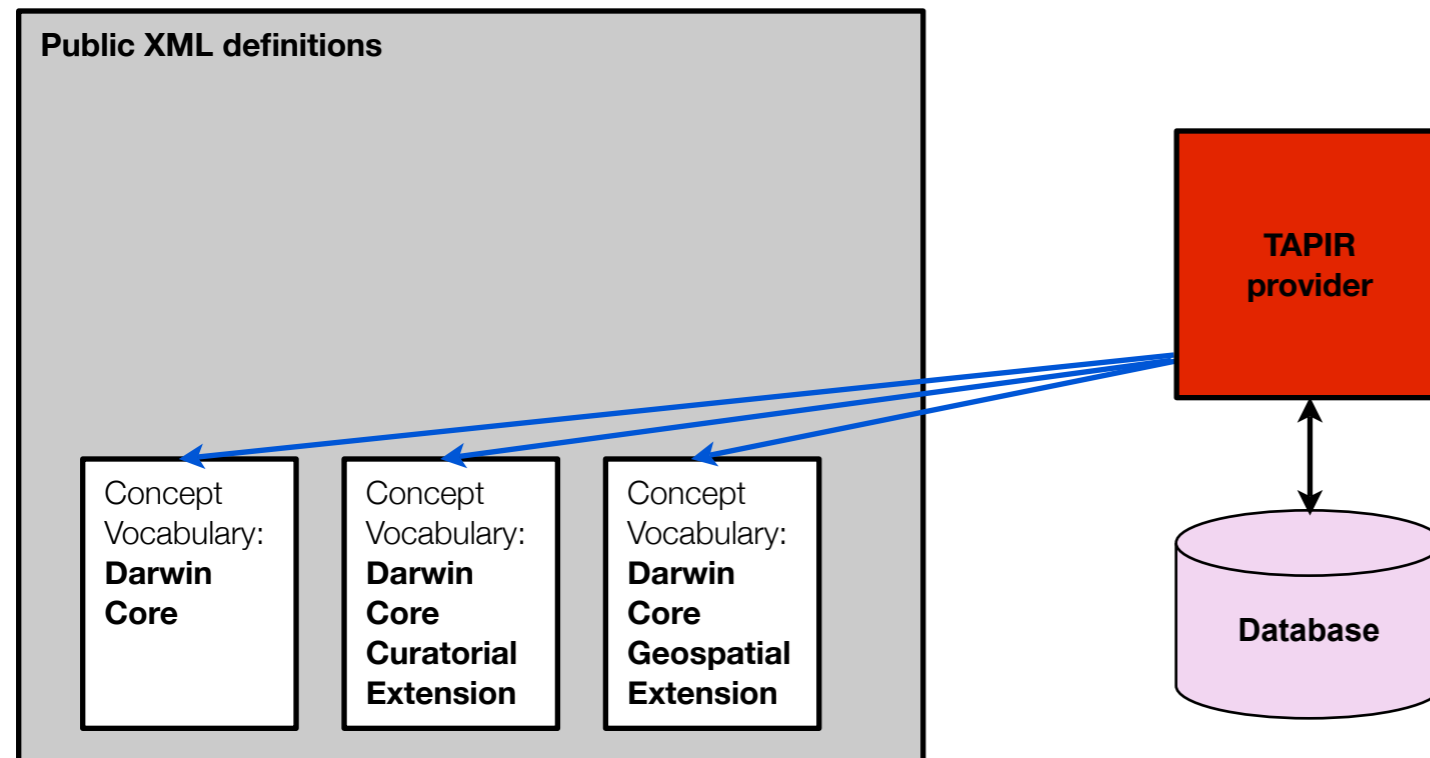 Public XML definitions
TAPIR
provider
Concept
Vocabulary:
Darwin
Core
Concept
Vocabulary:
Darwin
Core
Curatorial
Extension
Concept
Vocabulary:
Darwin
Core
Geospatial
Extension
Database